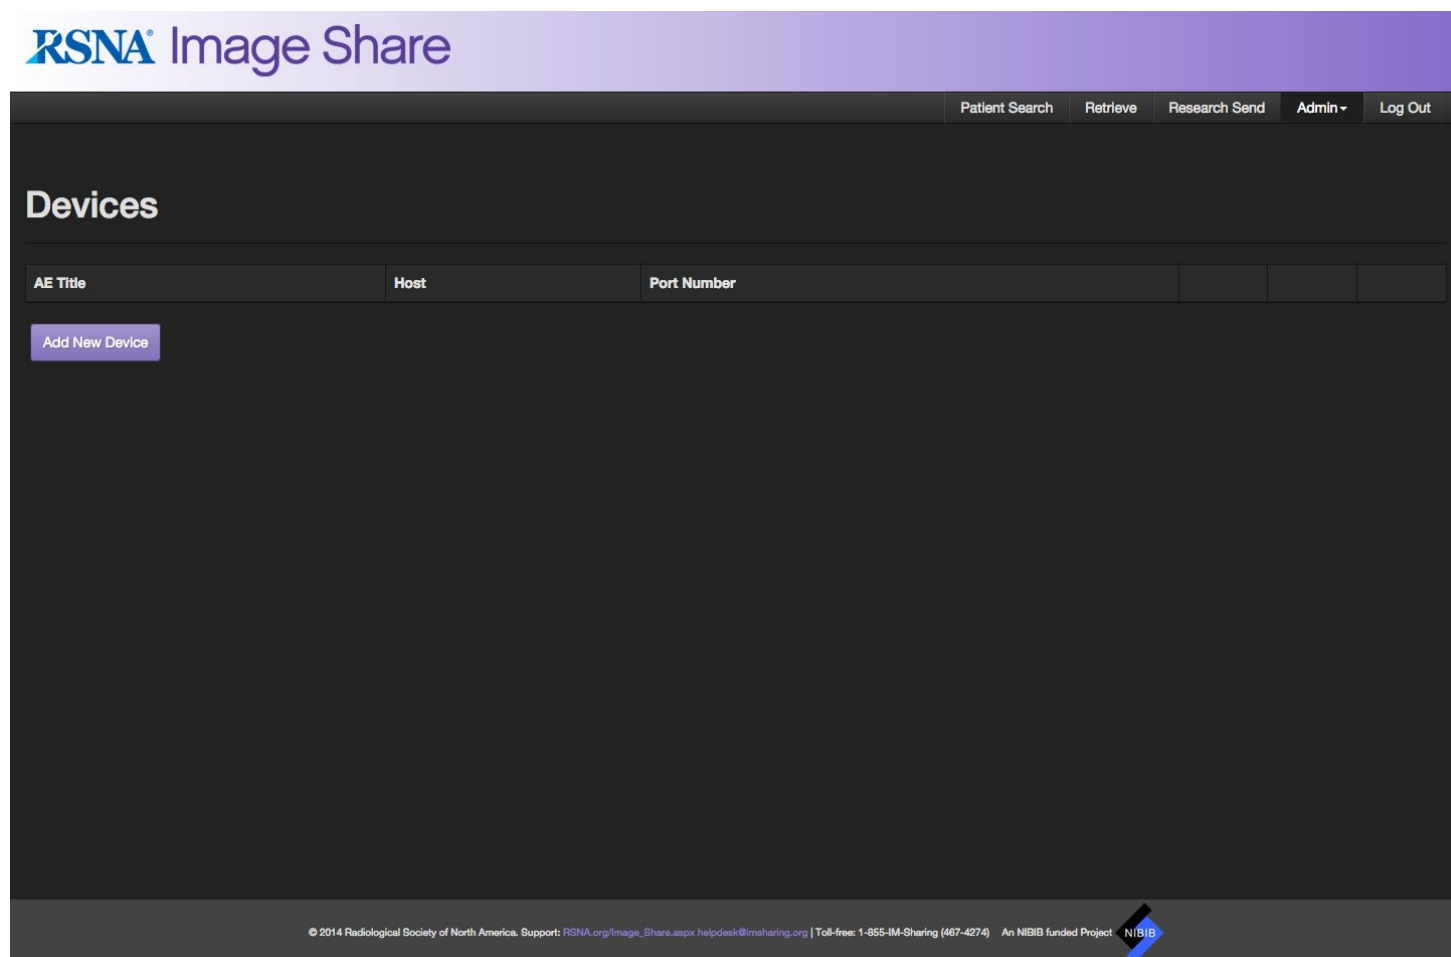 RSNA® Image Share
Patient Search Retrieve Research Send Admin Log Out
Devices
AE Title Host Port Number
Add New Device
© 2014 Radiological Society of North America. Support: RSNA.org/Image_Share.aspx helpdesk@imsharing.org | Toll-free: 1-855-IM-Sharing (467-4274) An NIBIB funded Project NIBIB